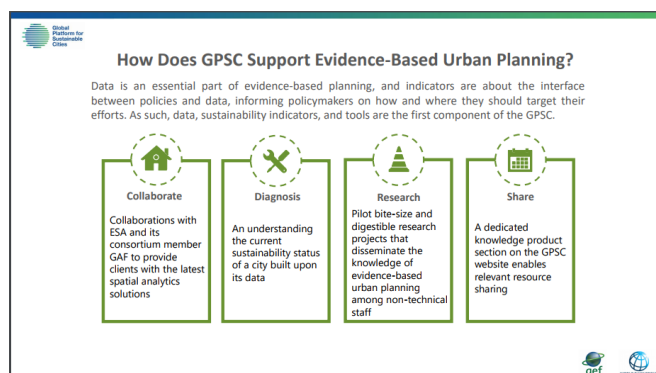 Global
Platform for
Sustainable
Cities
How Does GPSC Support Evidence-Based Urban Planning?
Data is an essential part of evidence-based planning, and indicators are about the interface
between policies and data, informing policymakers on how and where they should target their
efforts. As such, data, sustainability indicators, and tools are the first component of the GPSC.
Collaborate
Collaborations with
ESA and its
consortium member
GAF to provide
clients with the latest
spatial analytics
solutions
Diagnosis
An understanding
the current
sustainability status
of a city built upon
its data
Research
Pilot bite-size and
digestible research
projects that
disseminate the
knowledge of
evidence-based
urban planning
among non-technical
staff
Share
A dedicated
knowledge product
section on the GPSC
website enables
relevant resource
sharing
gef